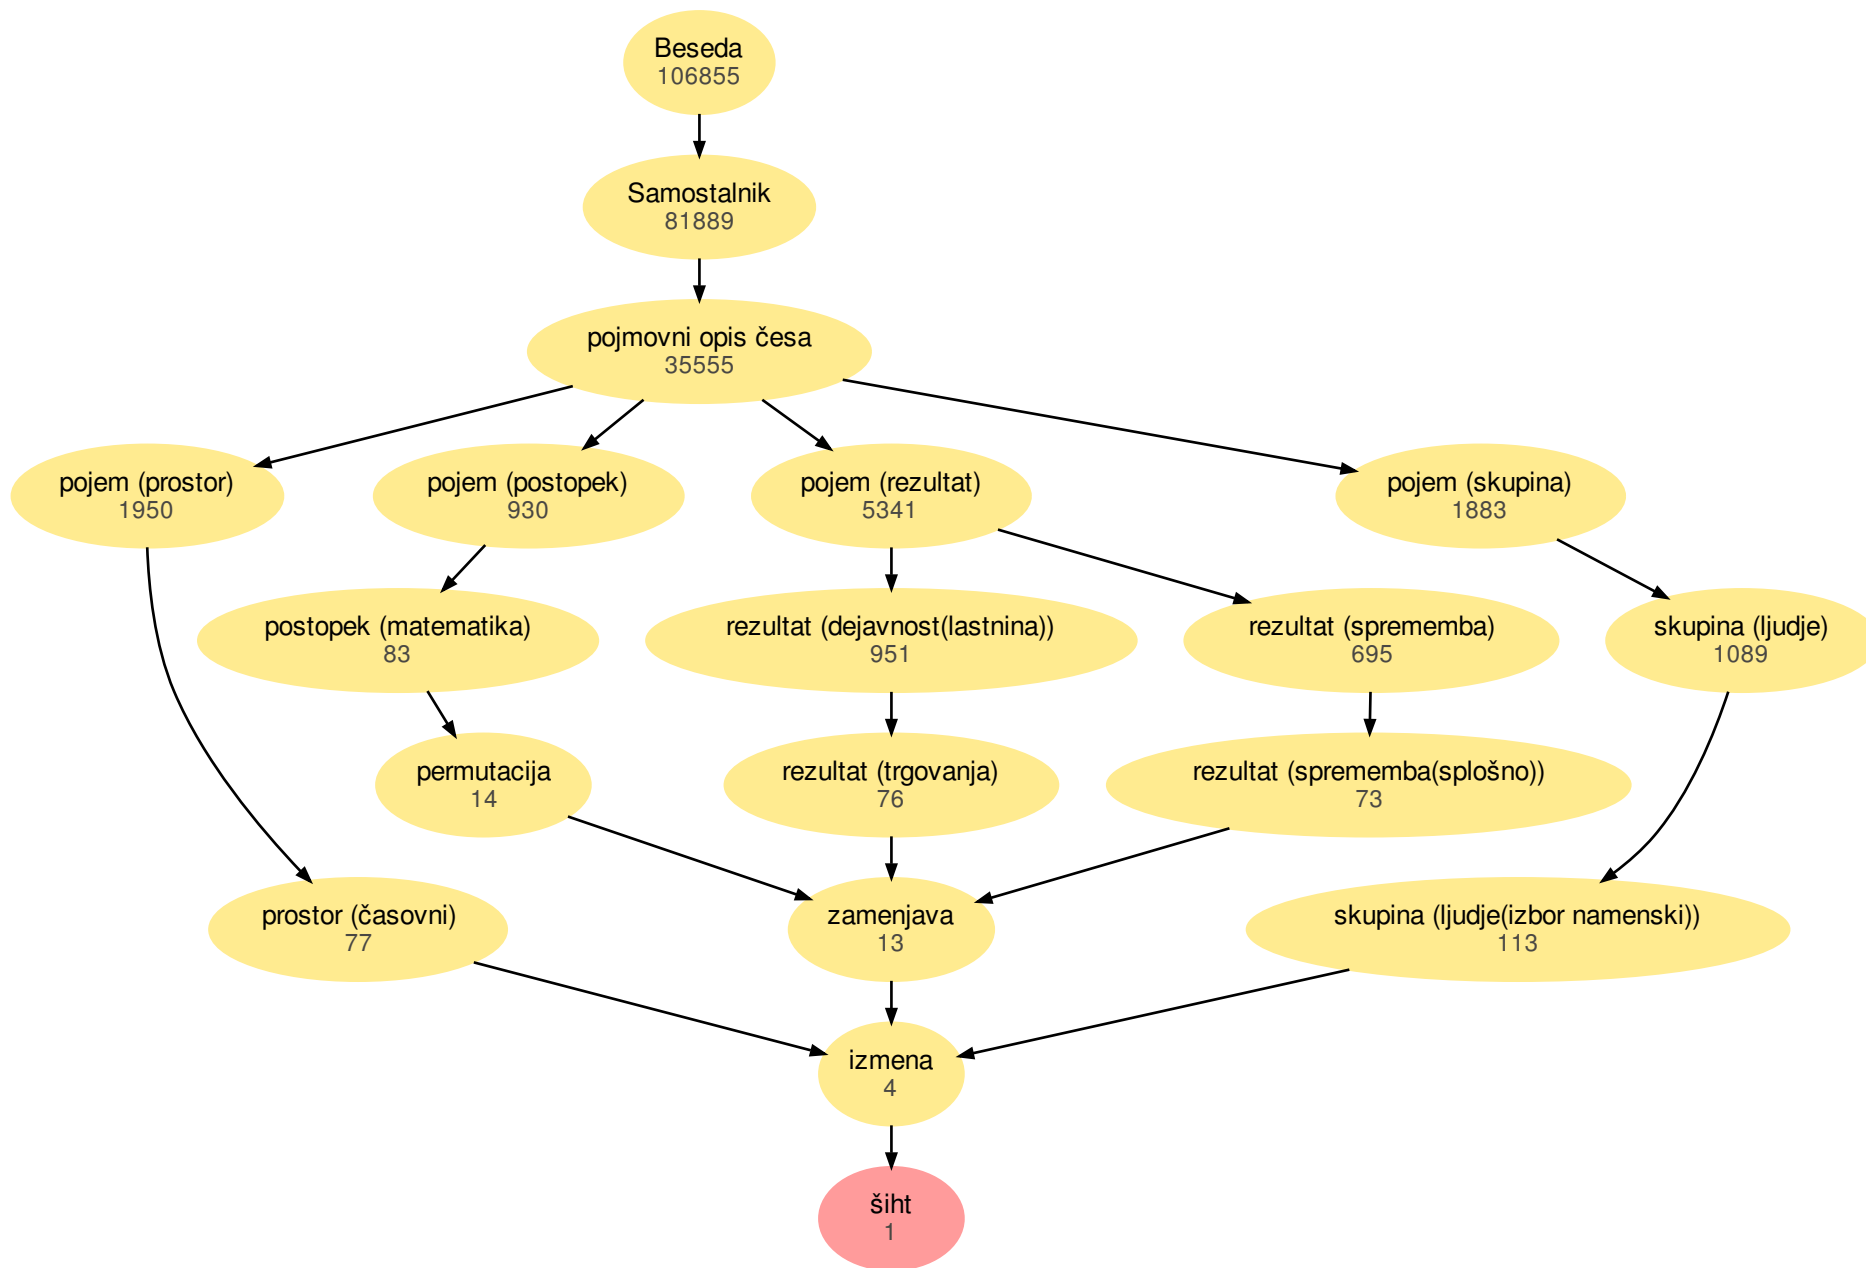 Beseda
106855
Samostalnik
81889
pojmovni opis česa
35555
pojem (prostor)
1950
pojem (postopek)
930
pojem (rezultat)
5341
pojem (skupina)
1883
postopek (matematika)
83
rezultat (dejavnost(lastnina))
951
rezultat (sprememba)
695
skupina (ljudje)
1089
permutacija
14
rezultat (trgovanja)
76
rezultat (sprememba(splošno))
73
prostor (časovni)
77
zamenjava
13
skupina (ljudje(izbor namenski))
113
izmena
4
šiht
1